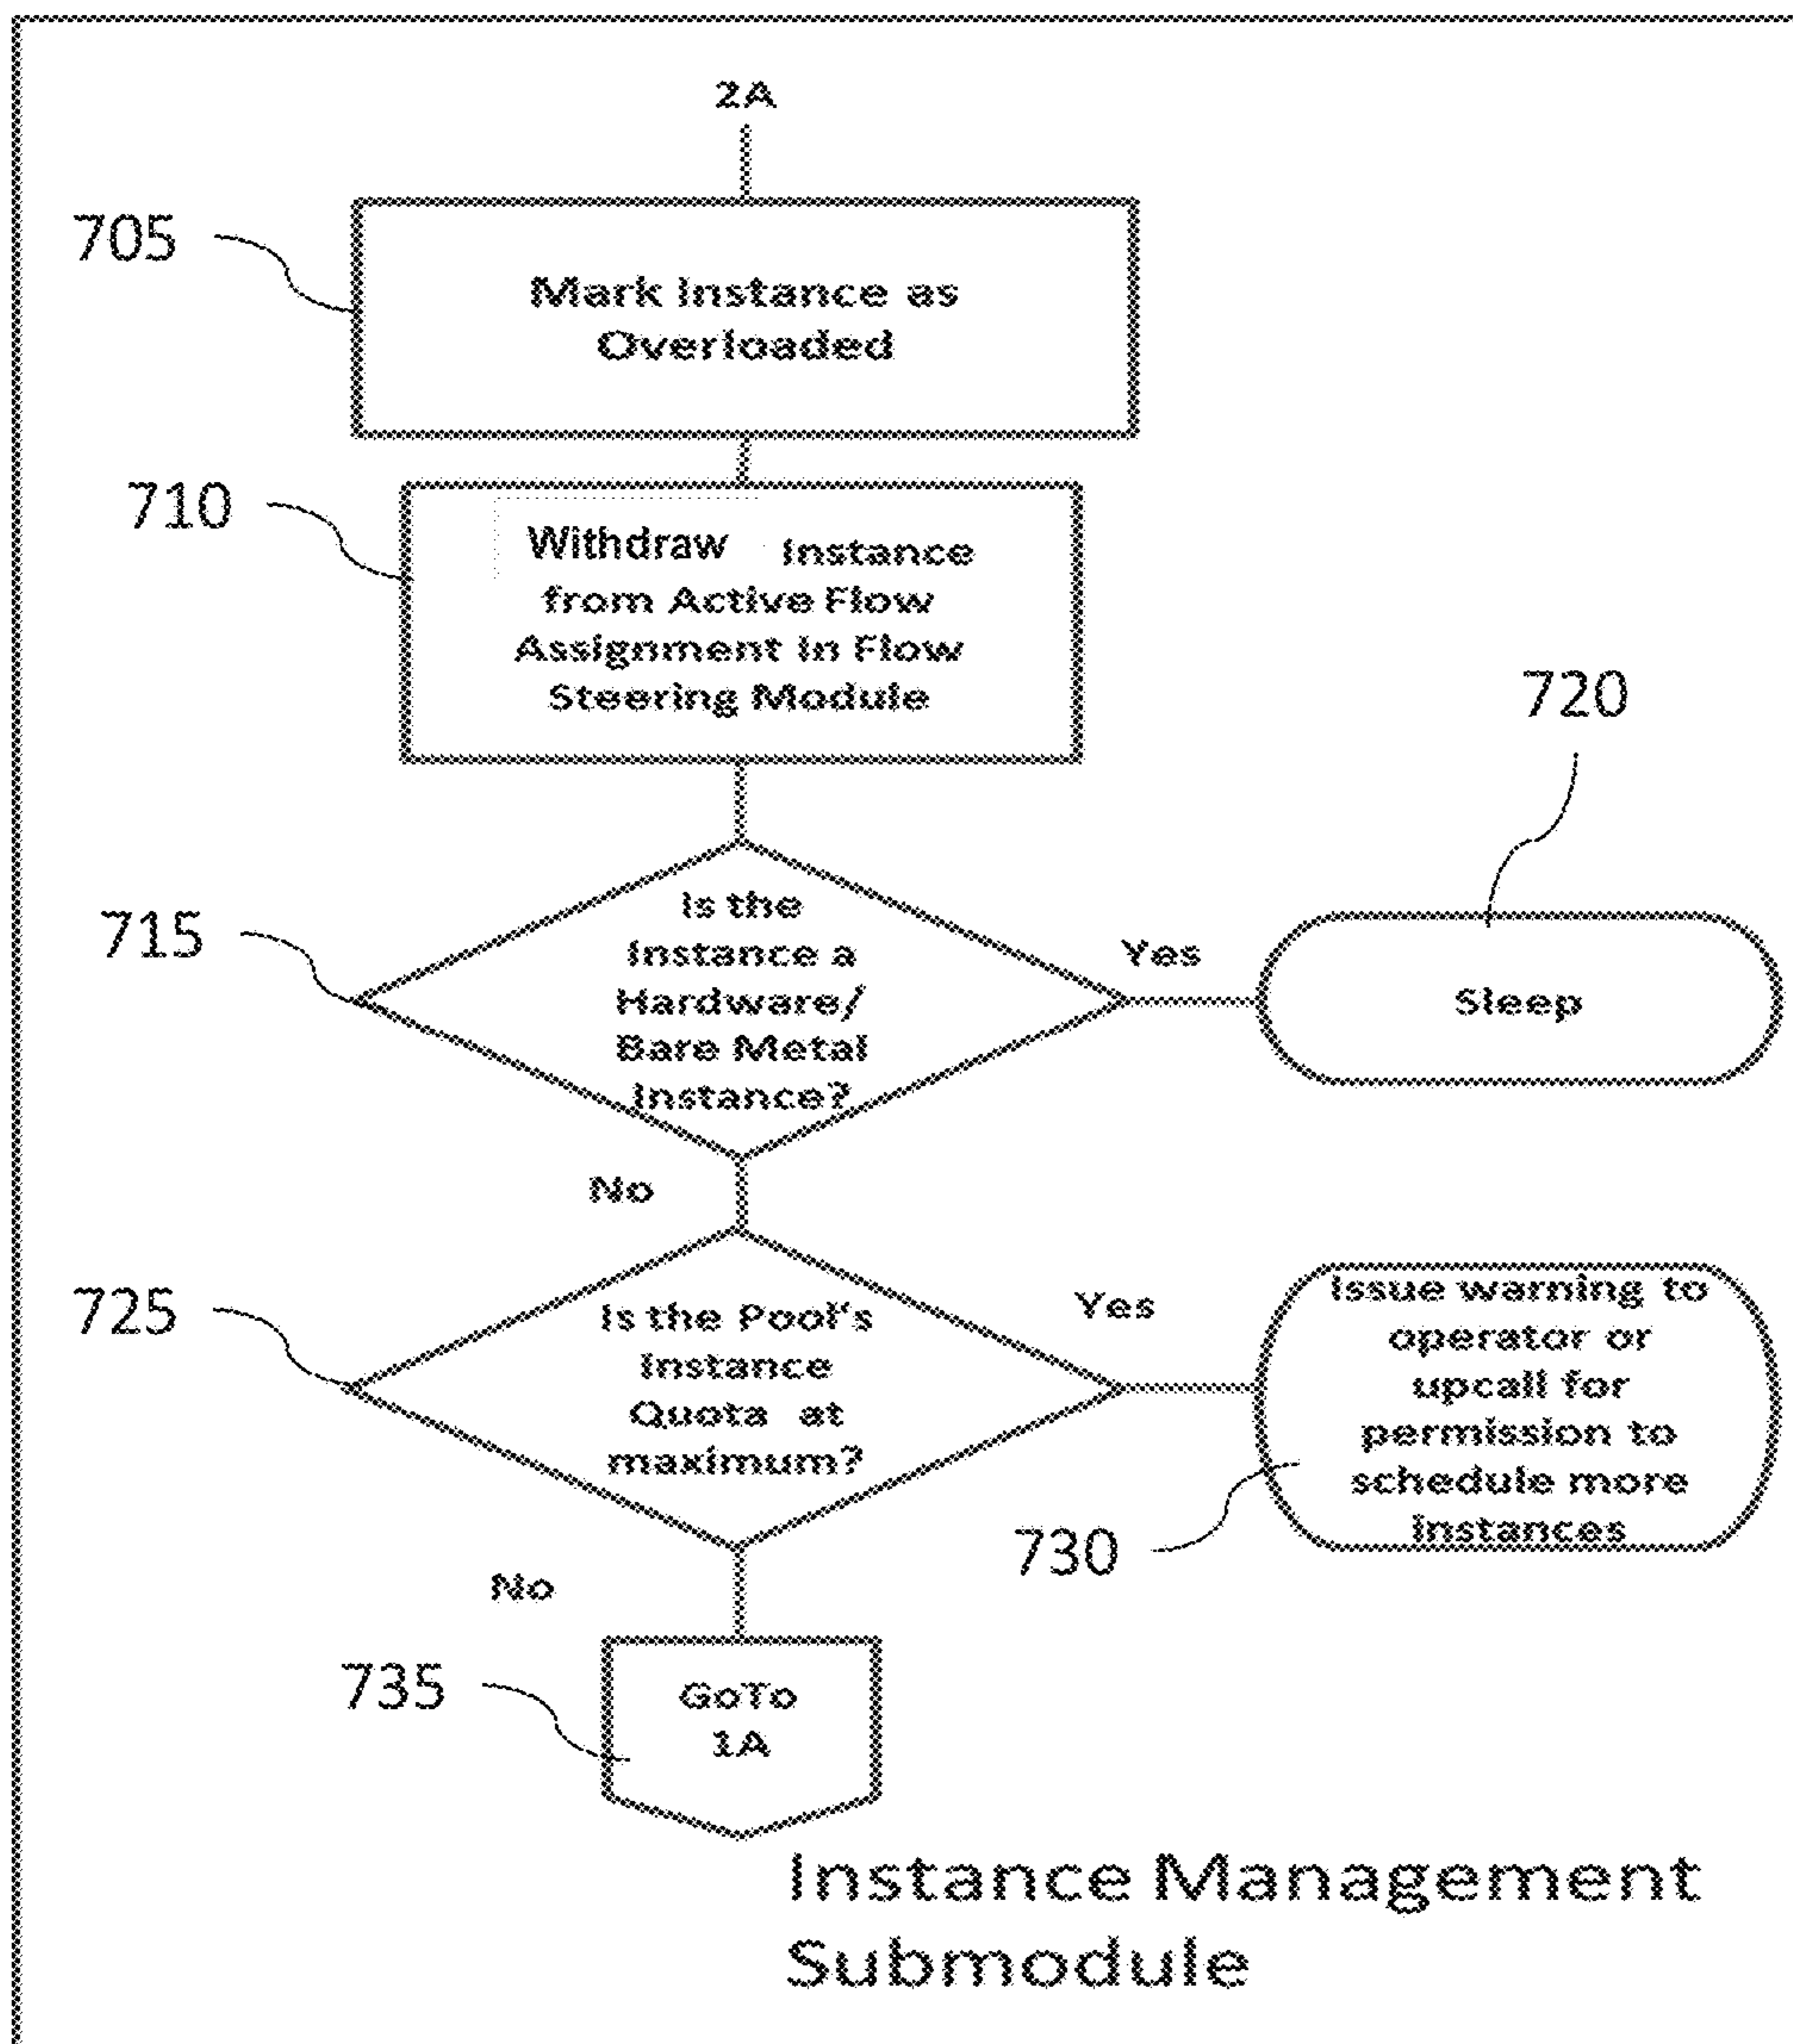 2A
705
Mark Instance as
Overloaded
710
Withdraw Instance
from Active Flow
Assignment in Flow
Steering Module
720
715
Is the
Instance a
Hardware/
Bare Metal
Instance?
Yes
Sleep
No
725
Is the Pool's
Instance
Quota at
maximum?
Yes
Issue warning to
operator or
upcall for
permission to
schedule more
instances
730
No
735
GoTo
1A
Instance Management
Submodule